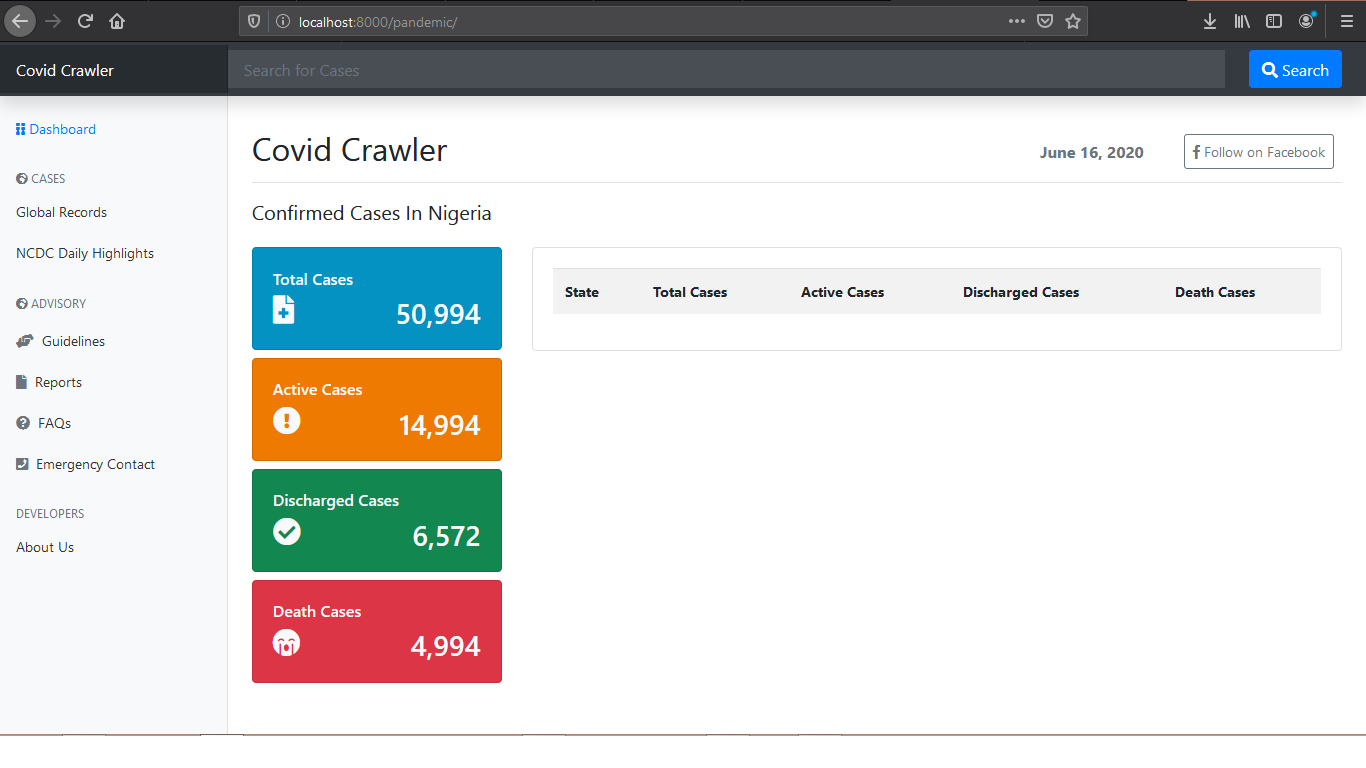 localhost:8000/pandemic/
Covid Crawler
Search for Cases
Search
Dashboard
CASES
Global Records
NCDC Daily Highlights
ADVISORY
Guidelines
Reports
FAQs
Emergency Contact
DEVELOPERS
About Us
Covid Crawler
June 16, 2020
Follow on Facebook
Confirmed Cases In Nigeria
Total Cases
50,994
Active Cases
14,994
Discharged Cases
6,572
Death Cases
4,994
State Total Cases Active Cases Discharged Cases Death Cases